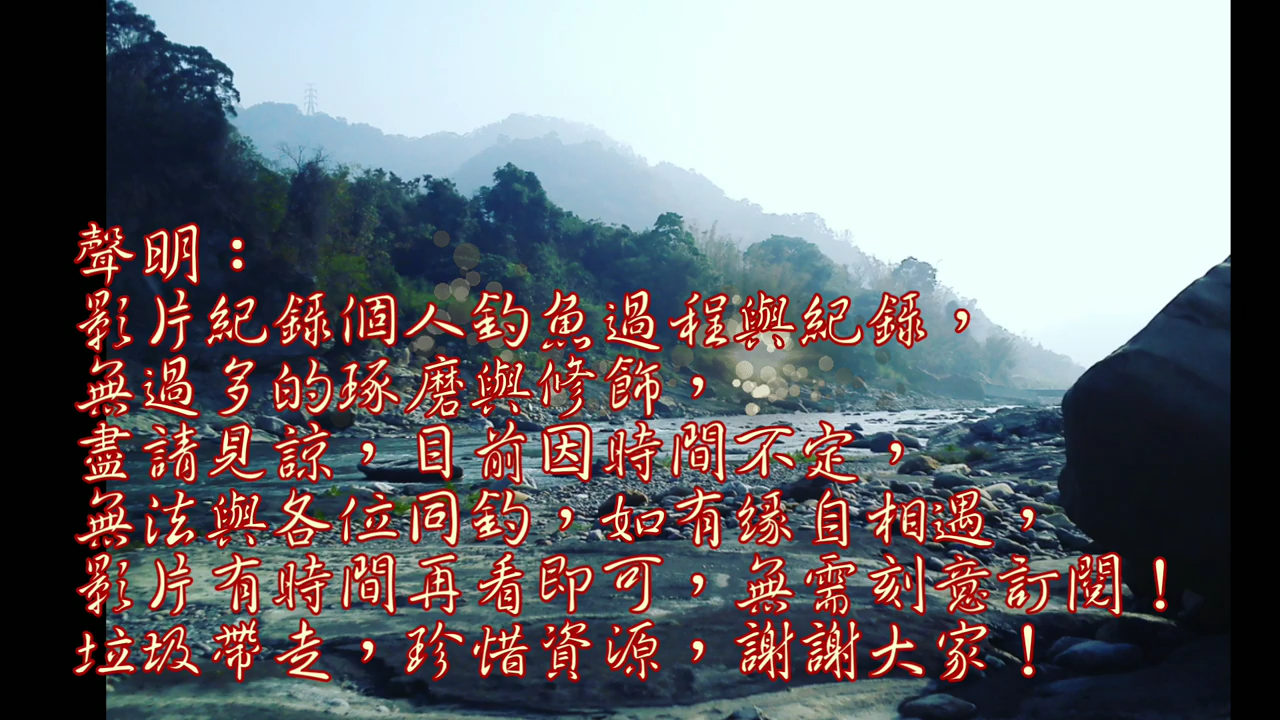 聲明：
影片紀錄個人釣魚過程與紀錄，
無過多的琢磨與修飾，
盡請見諒，目前因時間不定，
無法與各位同釣，如有緣自相遇，
影片有時間再看即可，無需刻意訂閱！
垃圾帶走，珍惜資源，謝謝大家！